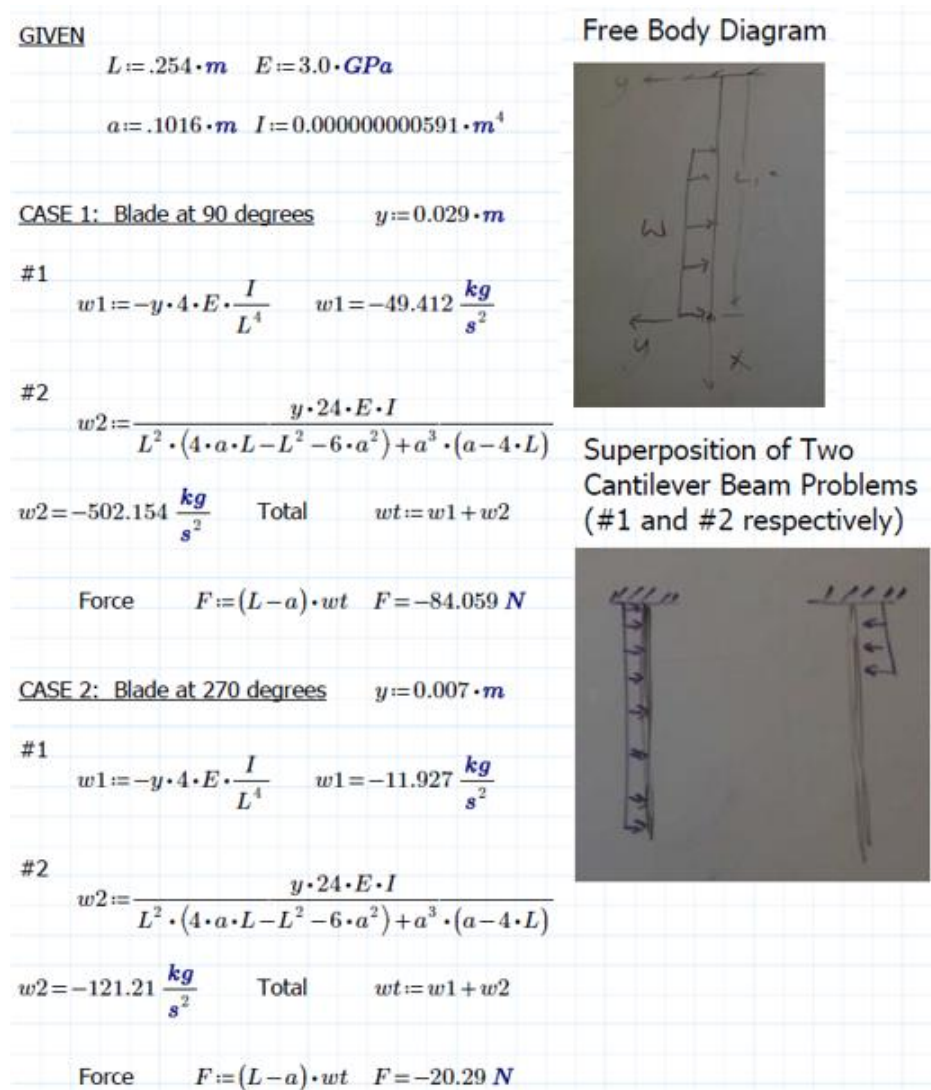 GIVEN
L:=.254·m E:=3.0·GPa
a:=.1016·m I:=0.000000000591·m⁴
CASE 1: Blade at 90 degrees y:=0.029·m
#1
w1:=−y·4·E·I/L⁴ w1=−49.412 kg/s²
#2
w2:=y·24·E·I/(L²·(4·a·L−L²−6·a²)+a³·(a−4·L))
w2=−502.154 kg/s² Total wt:=w1+w2
Force F:=(L−a)·wt F=−84.059 N
CASE 2: Blade at 270 degrees y:=0.007·m
#1
w1:=−y·4·E·I/L⁴ w1=−11.927 kg/s²
#2
w2:=y·24·E·I/(L²·(4·a·L−L²−6·a²)+a³·(a−4·L))
w2=−121.21 kg/s² Total wt:=w1+w2
Force F:=(L−a)·wt F=−20.29 N
Free Body Diagram
y
w
y
x
Superposition of Two
Cantilever Beam Problems
(#1 and #2 respectively)